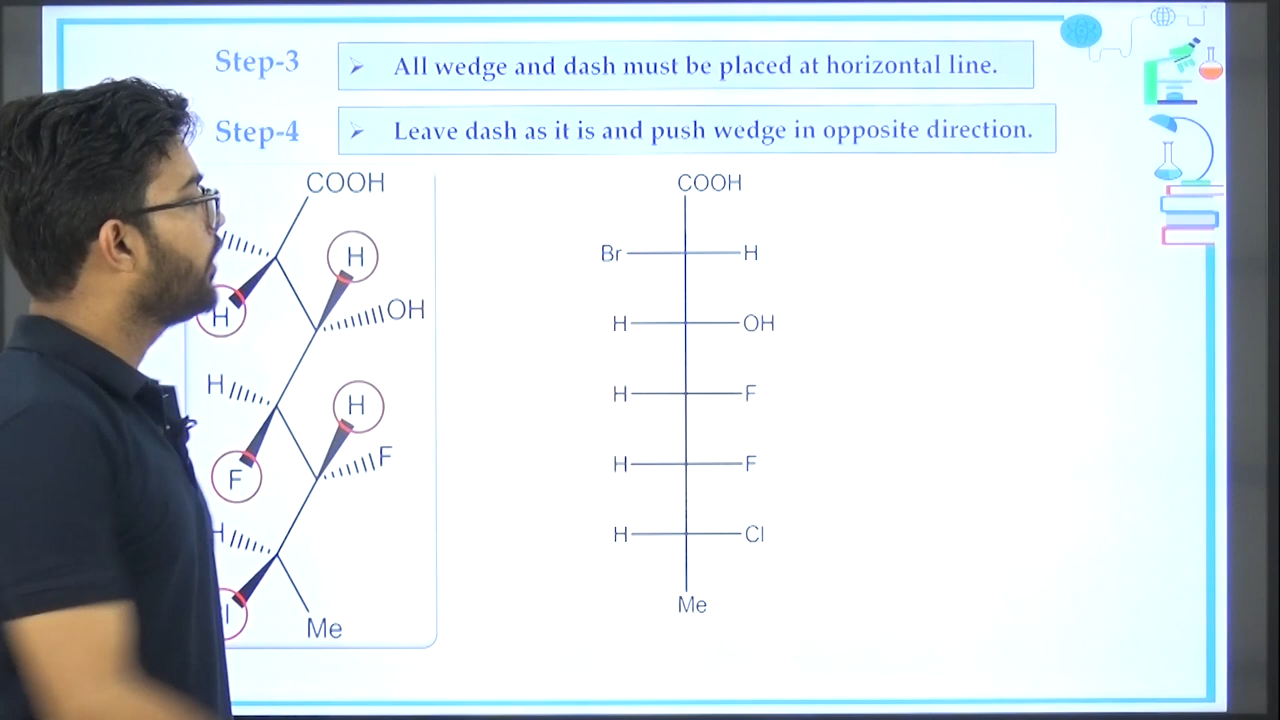 Step-3
➢ All wedge and dash must be placed at horizontal line.
Step-4
➢ Leave dash as it is and push wedge in opposite direction.
COOH
H
H
OH
H
H
F
F
H
Me
COOH
Br H
H OH
H F
H F
H Cl
Me